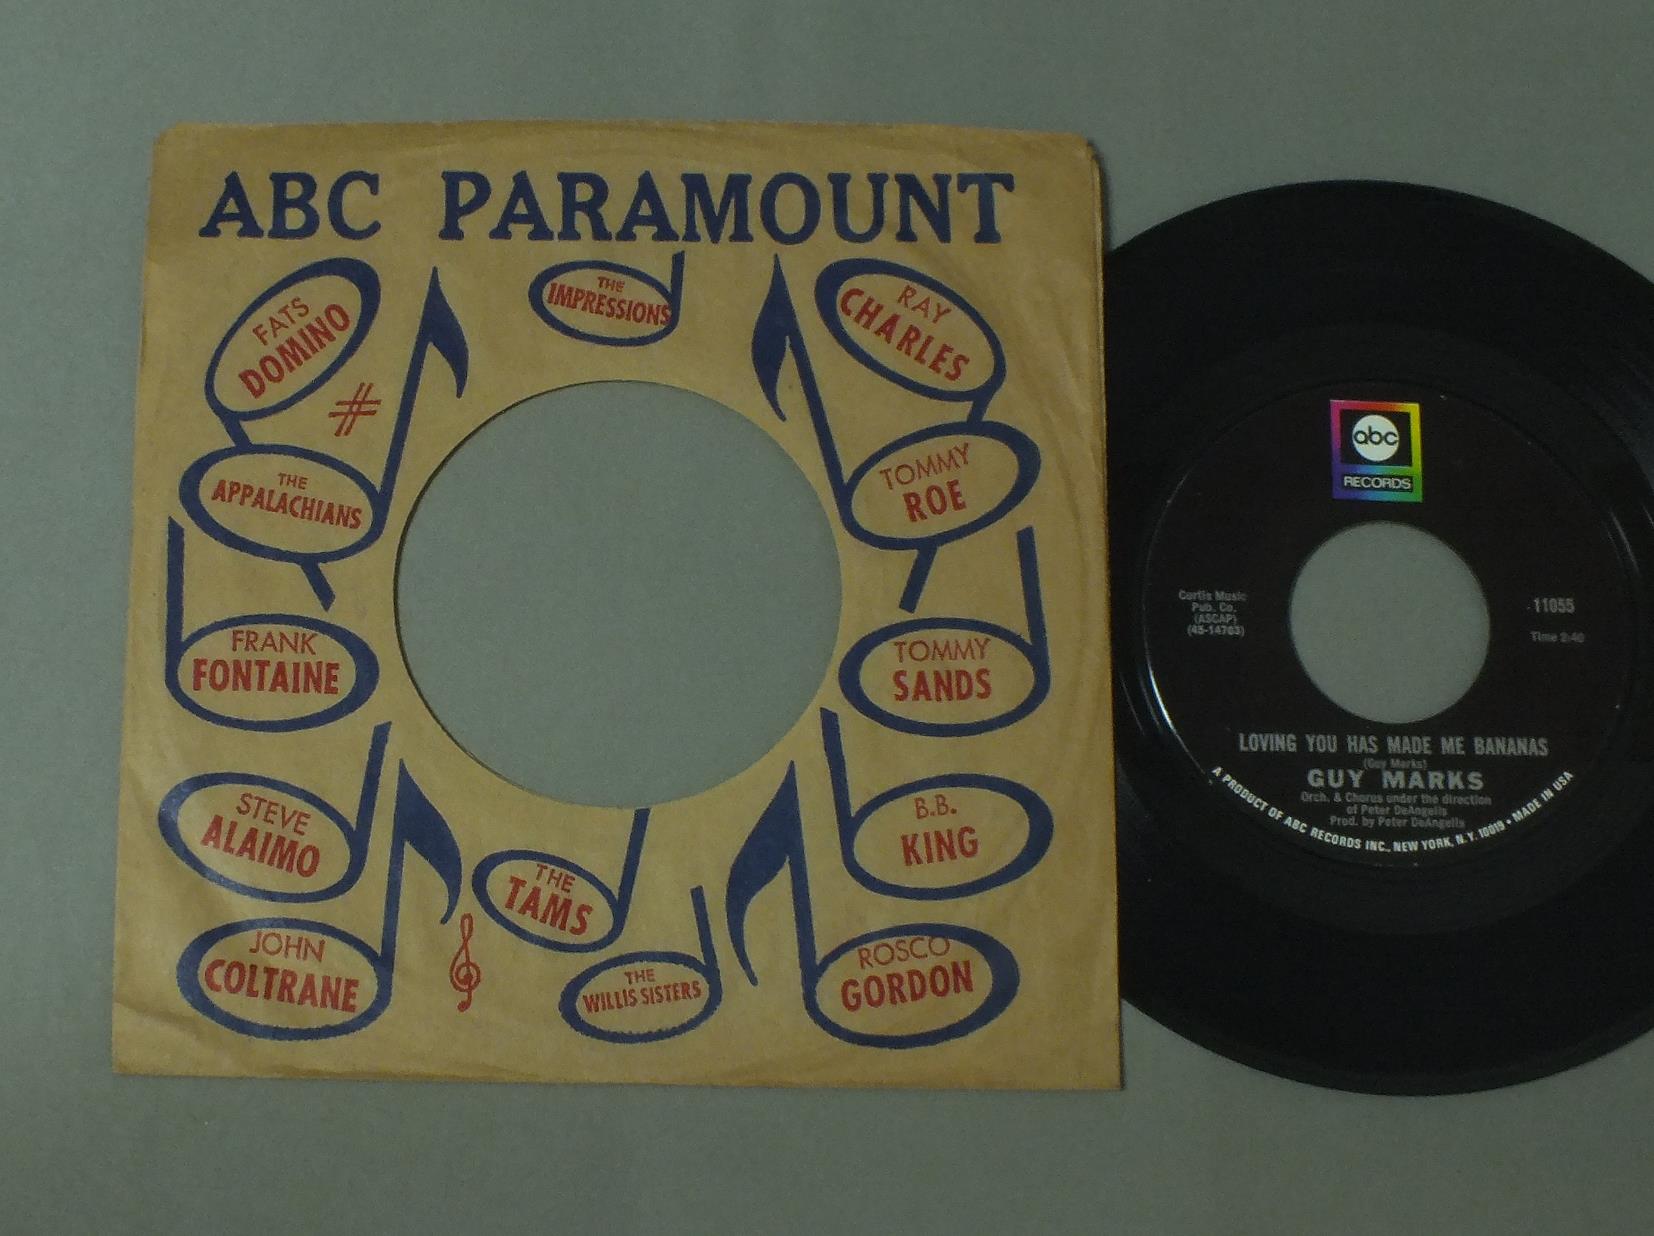 ABC PARAMOUNT
FATS
DOMINO
THE
IMPRESSIONS
RAY
CHARLES
THE
APPALACHIANS
TOMMY
ROE
FRANK
FONTAINE
TOMMY
SANDS
STEVE
ALAIMO
B.B.
KING
THE
TAMS
JOHN
COLTRANE
THE
WILLIS SISTERS
ROSCO
GORDON
abc
RECORDS
Curtis Music
Pub. Co.
(ASCAP)
(45-14703)
11055
Time 2:40
LOVING YOU HAS MADE ME BANANAS
(Guy Marks)
GUY MARKS
Orch. & Chorus under the direction
of Peter DeAngelis
Prod. by Peter DeAngelis
A PRODUCT OF ABC RECORDS INC., NEW YORK, N.Y. 10019 • MADE IN USA